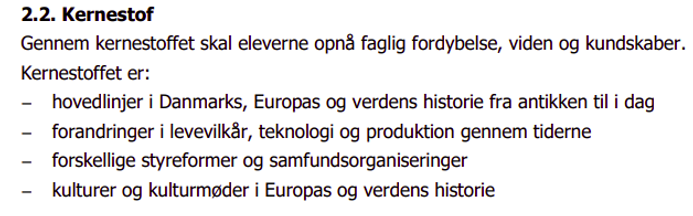 2.2. Kernestof
Gennem kernestoffet skal eleverne opnå faglig fordybelse, viden og kundskaber.
Kernestoffet er:
− hovedlinjer i Danmarks, Europas og verdens historie fra antikken til i dag
− forandringer i levevilkår, teknologi og produktion gennem tiderne
− forskellige styreformer og samfundsorganiseringer
− kulturer og kulturmøder i Europas og verdens historie